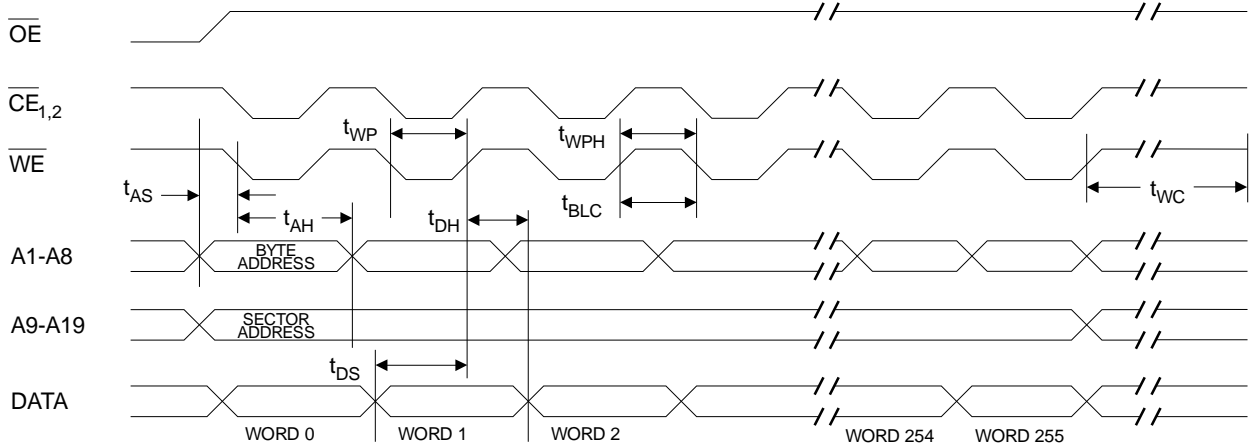 OE
CE1,2
tWP
tWPH
WE
tAS
tAH
tDH
tBLC
tWC
A1-A8
BYTE
ADDRESS
A9-A19
SECTOR
ADDRESS
tDS
DATA
WORD 0
WORD 1
WORD 2
WORD 254
WORD 255